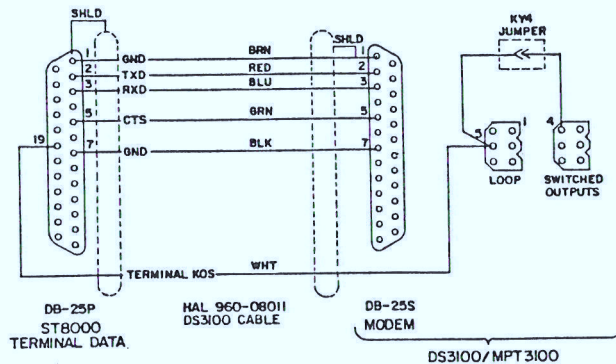 SHLD
KY4
JUMPER
1 GND BRN SHLD 1
2 TXD RED 2
3 RXD BLU 3
5 CTS GRN 5
19
7 GND BLK 7
5 1 4
LOOP
SWITCHED
OUTPUTS
TERMINAL KOS WHT
DB-25P
ST8000
TERMINAL DATA
HAL 960-08011
DS3100 CABLE
DB-25S
MODEM
DS3100/MPT3100